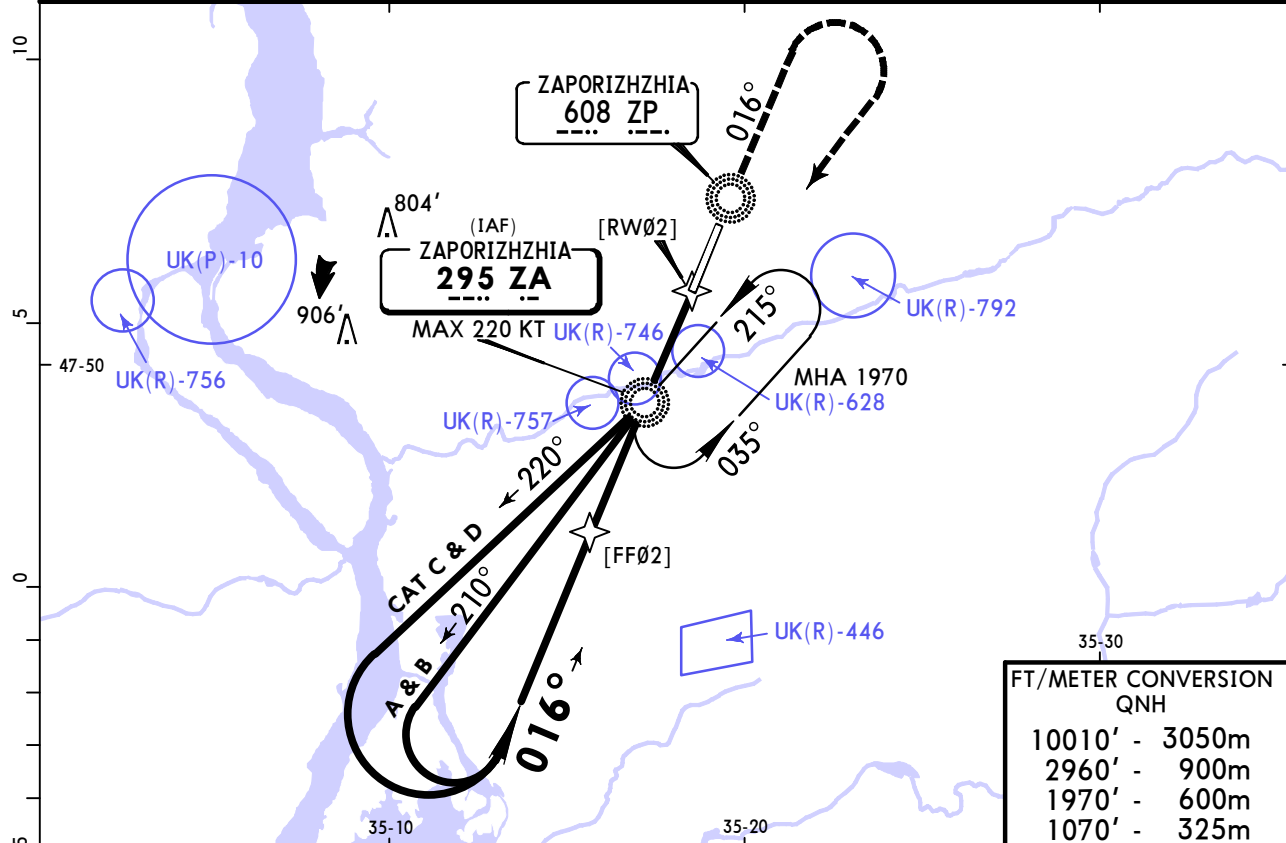 10
ZAPORIZHZHIA
608 ZP
016°
804'
(IAF)
ZAPORIZHZHIA
295 ZA
[RWØ2]
UK(P)-10
906'
MAX 220 KT
UK(R)-746
215°
UK(R)-792
5
47-50
UK(R)-756
MHA 1970
UK(R)-628
UK(R)-757
035°
220°
CAT C & D
[FFØ2]
0
210°
UK(R)-446
A & B
016°
35-30
FT/METER CONVERSION
QNH
10010' - 3050m
2960' - 900m
1970' - 600m
1070' - 325m
35-10
35-20
5